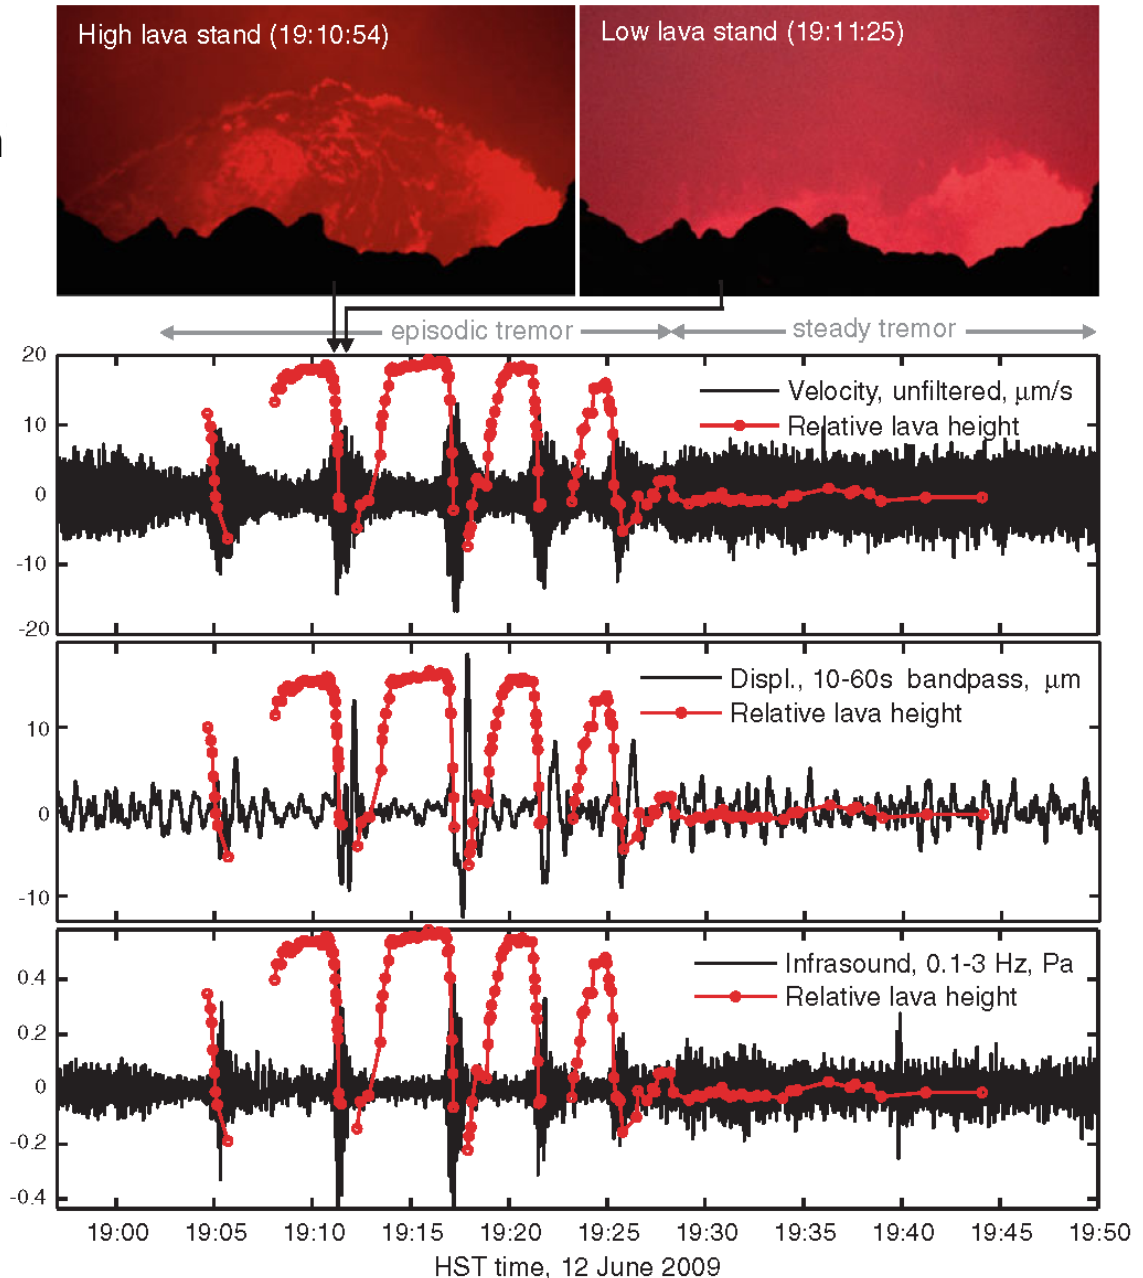 High lava stand (19:10:54)
Low lava stand (19:11:25)
episodic tremor
steady tremor
20
10
0
-10
-20
Velocity, unfiltered, μm/s
Relative lava height
10
0
-10
Displ., 10-60s bandpass, μm
Relative lava height
0.4
0.2
0
-0.2
-0.4
Infrasound, 0.1-3 Hz, Pa
Relative lava height
19:00 19:05 19:10 19:15 19:20 19:25 19:30 19:35 19:40 19:45 19:50
HST time, 12 June 2009